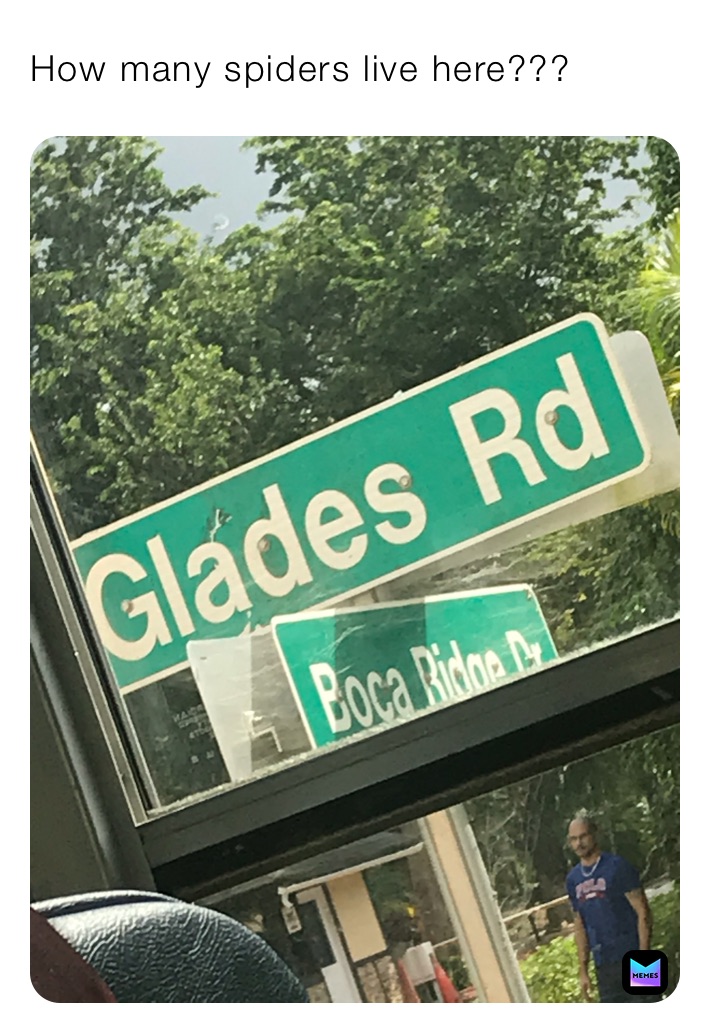 How many spiders live here???
Glades Rd
Boca Ridge Dr
MEMES